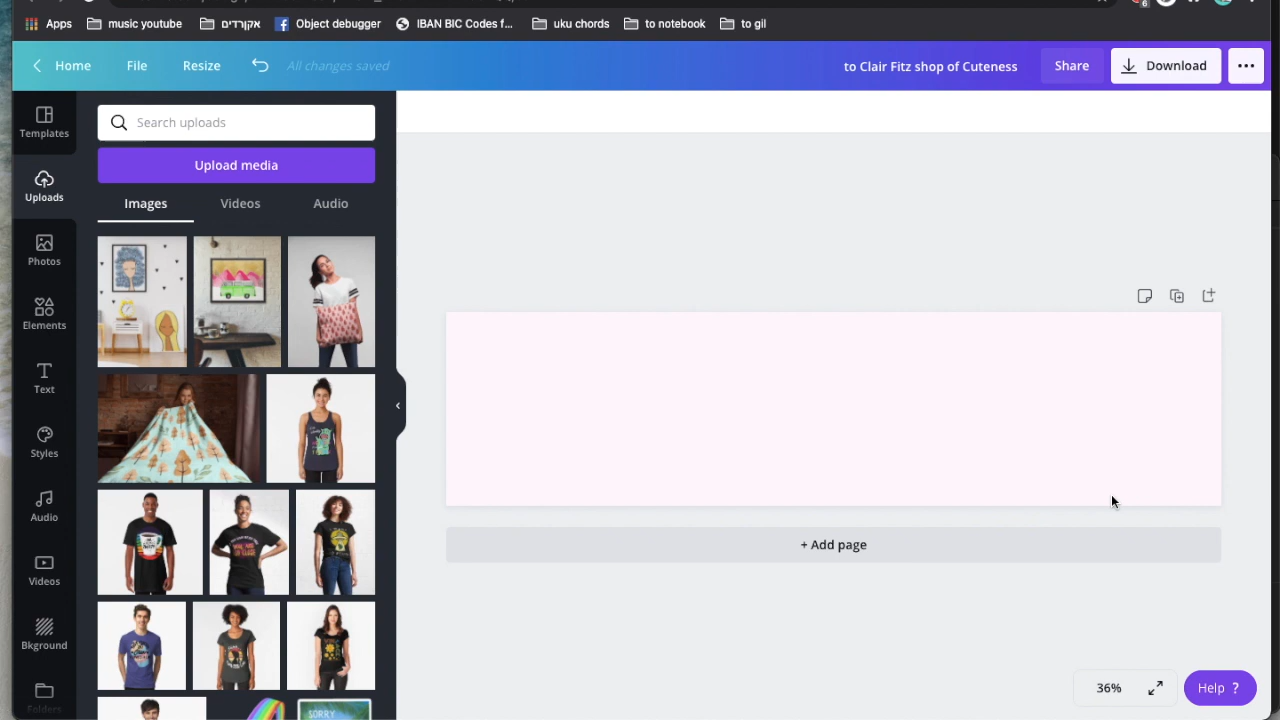 Apps music youtube אקורדים Object debugger IBAN BIC Codes f... uku chords to notebook to gil
Home File Resize All changes saved to Clair Fitz shop of Cuteness Share Download
Templates
Uploads
Photos
Elements
Text
Styles
Audio
Videos
Bkground
Folders
Search uploads
Upload media
Images Videos Audio
SORRY
+ Add page
36% Help ?